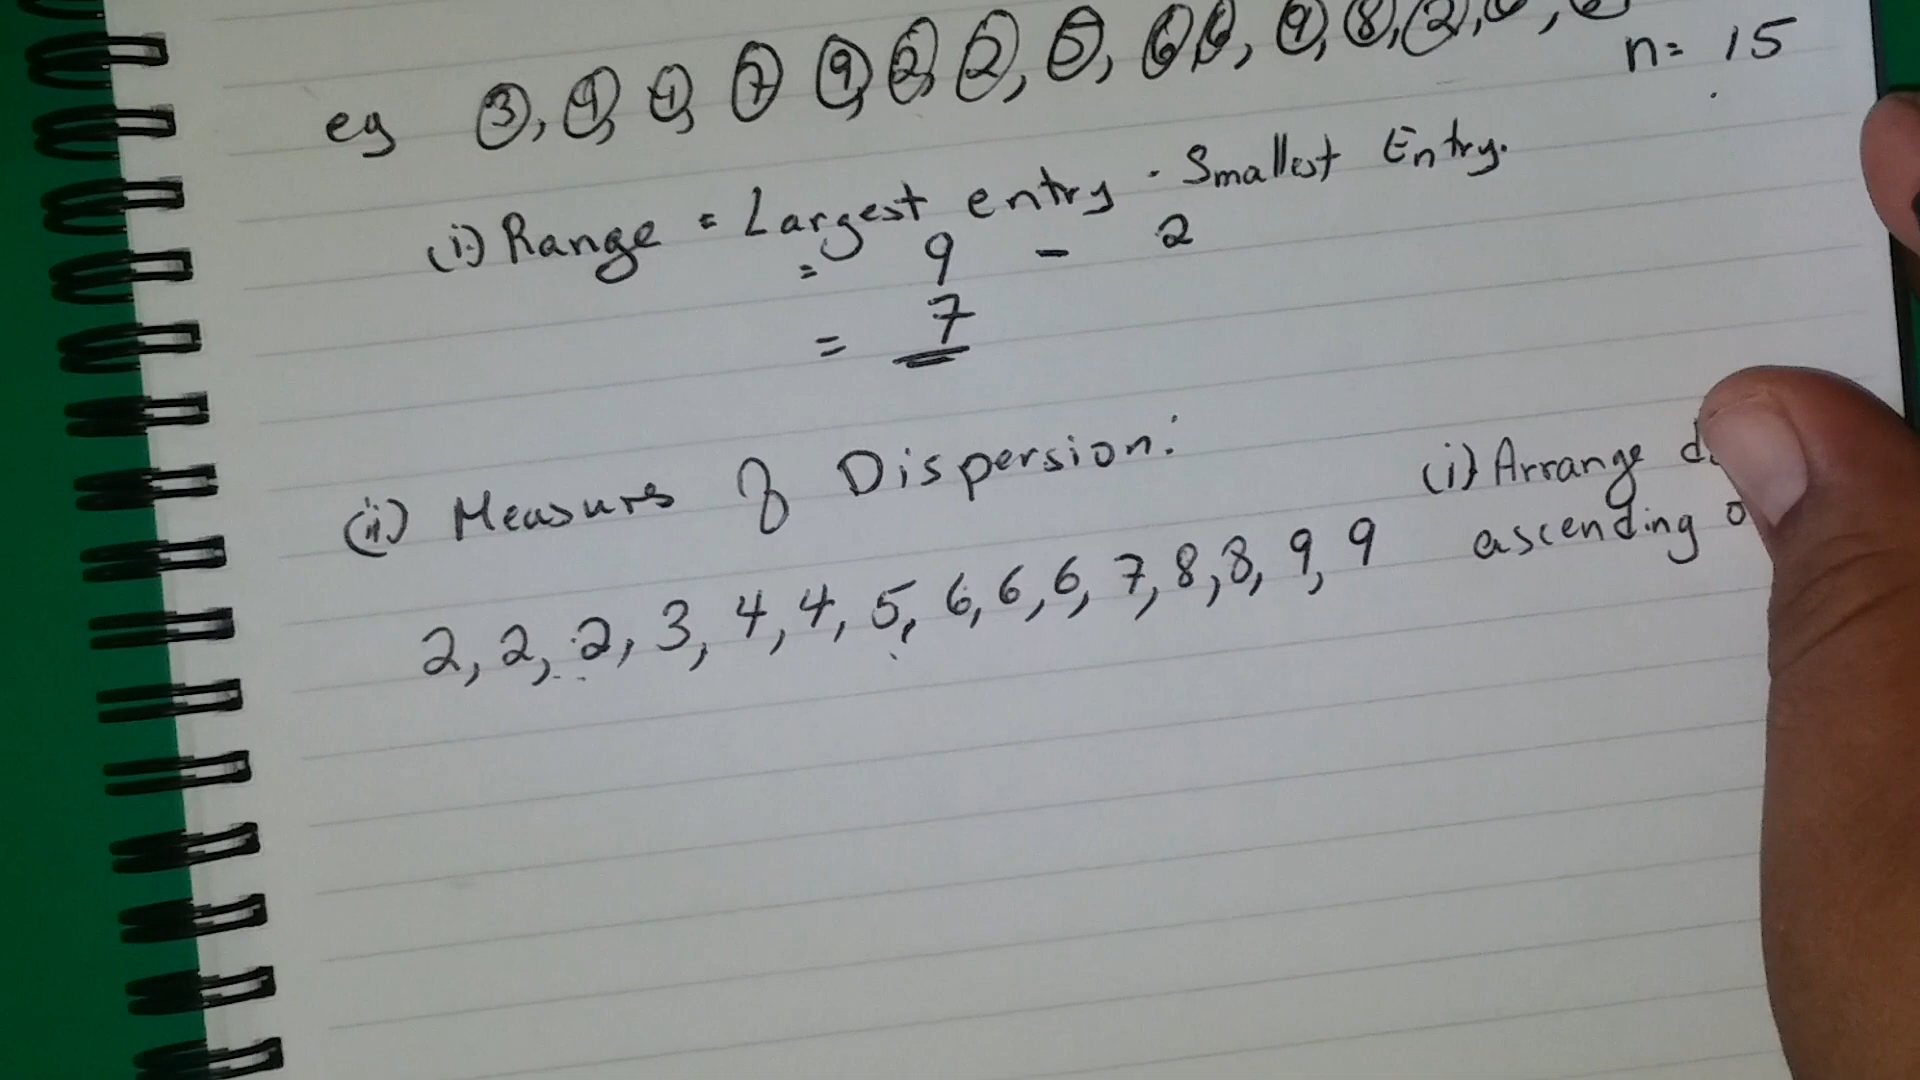 eg 3, 4, 4, 7, 9, 2, 2, 5, 6, 6, 9, 8, 2,
n= 15
(i) Range = Largest entry - Smallest Entry.
= 9 - 2
= 7
(ii) Measures of Dispersion:
(i) Arrange
ascending
2, 2, 2, 3, 4, 4, 5, 6, 6, 6, 7, 8, 8, 9, 9